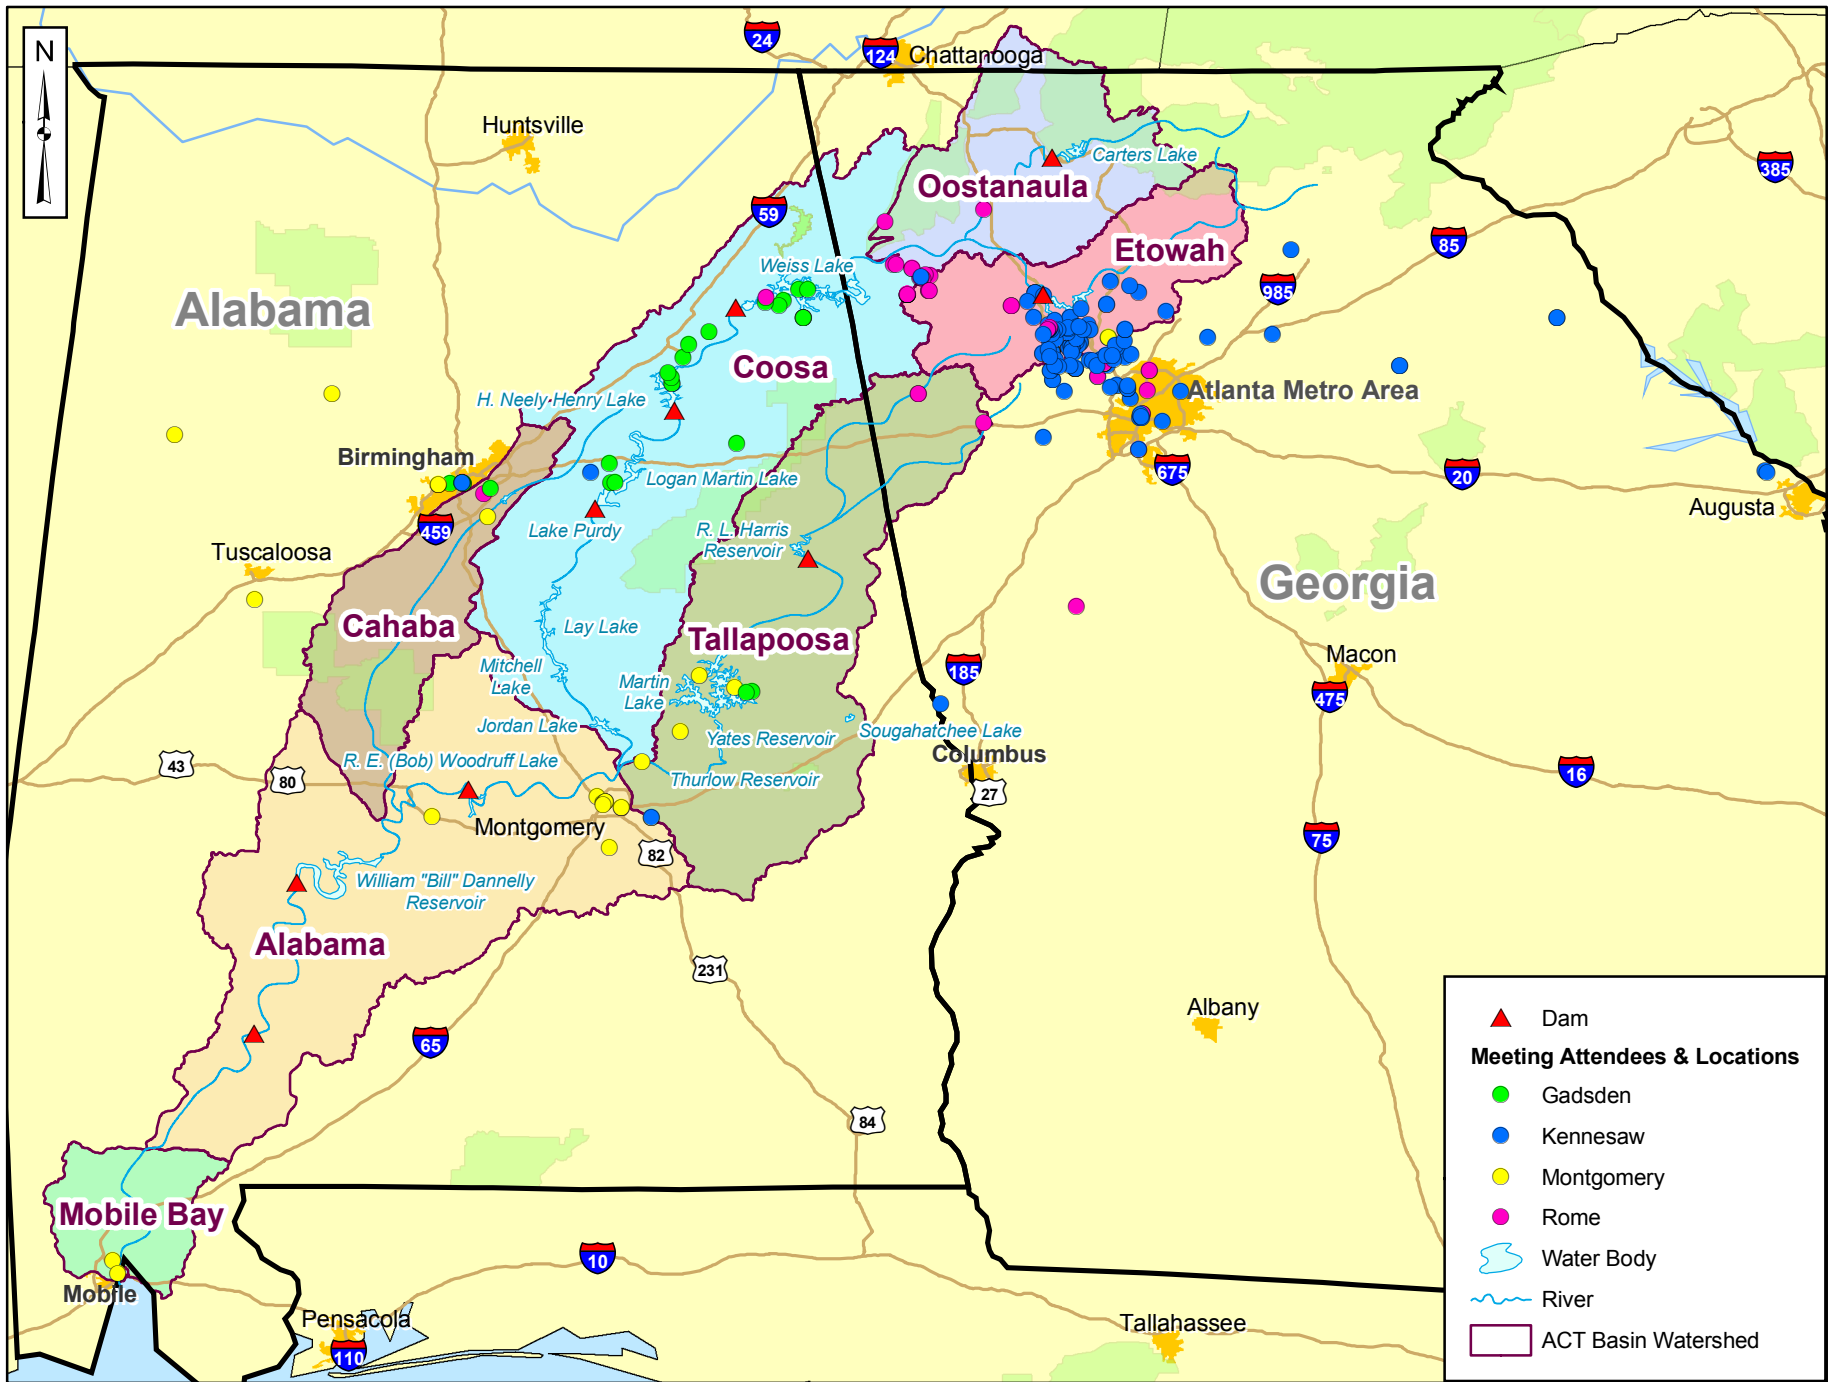 N
24
124
Chattanooga
Huntsville
Carters Lake
385
Oostanaula
59
85
Etowah
Weiss Lake
985
Alabama
Coosa
H. Neely Henry Lake
Atlanta Metro Area
Birmingham
675
20
Logan Martin Lake
Augusta
459
Lake Purdy
R. L. Harris
Reservoir
Tuscaloosa
Georgia
Cahaba
Lay Lake
Tallapoosa
Macon
Mitchell
Lake
185
Martin
Lake
475
Jordan Lake
Yates Reservoir
Sougahatchee Lake
Columbus
43
80
R. E. (Bob) Woodruff Lake
Thurlow Reservoir
16
27
Montgomery
75
82
William "Bill" Dannelly
Reservoir
Alabama
231
Albany
65
84
Mobile Bay
10
Mobile
Pensacola
110
Tallahassee
Dam
Meeting Attendees & Locations
Gadsden
Kennesaw
Montgomery
Rome
Water Body
River
ACT Basin Watershed